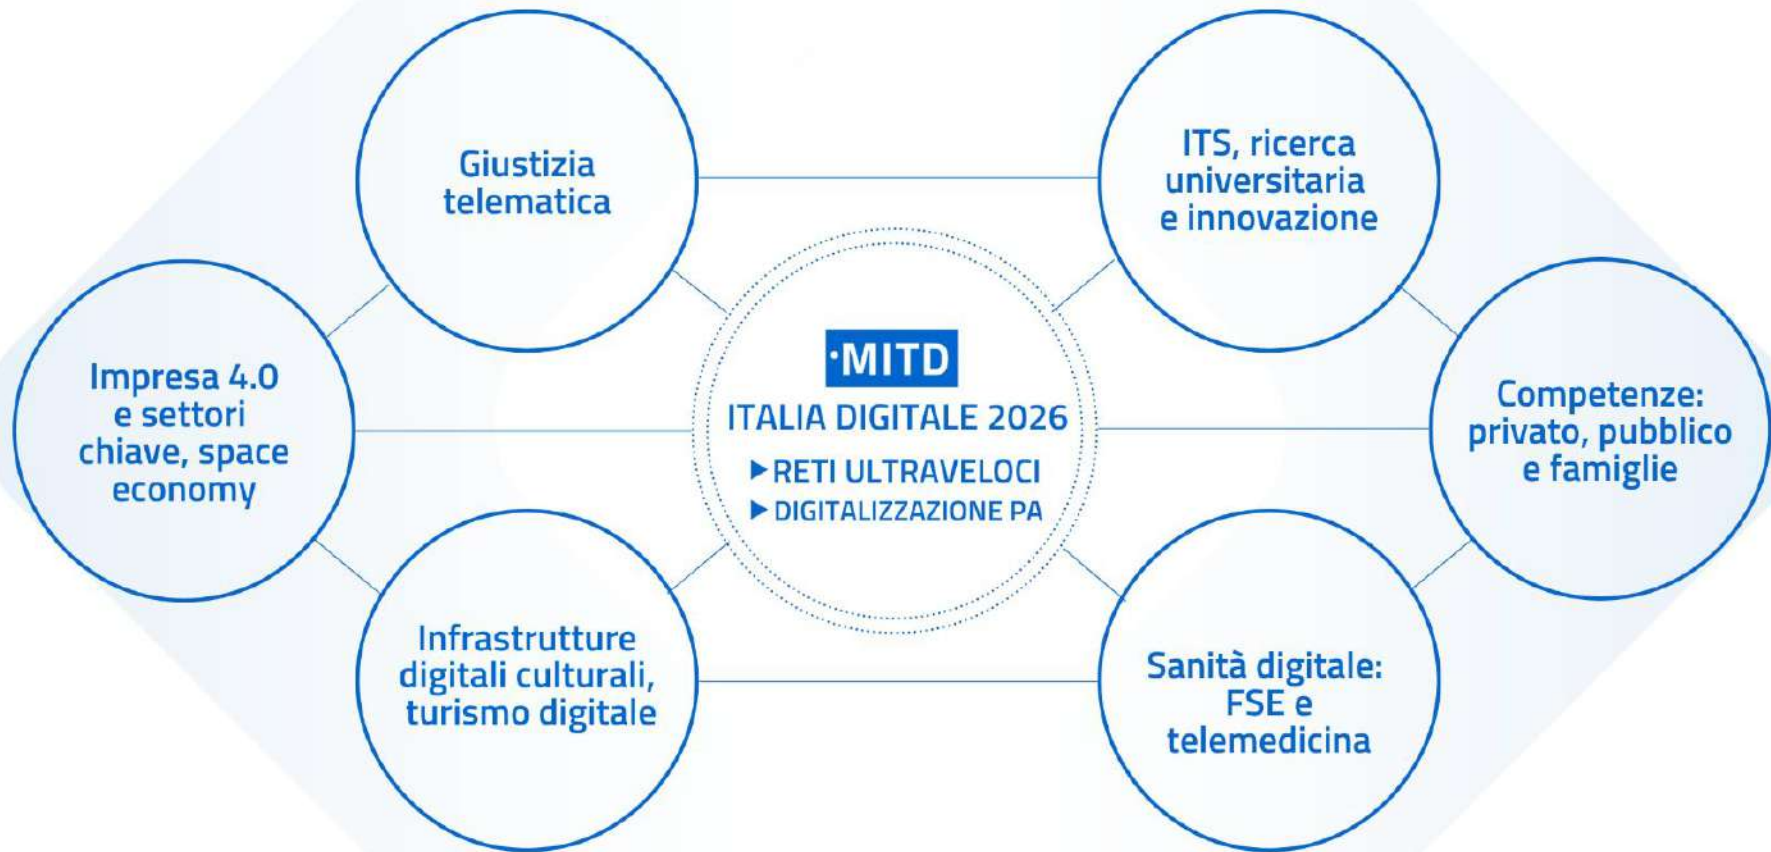 Giustizia
telematica
ITS, ricerca
universitaria
e innovazione
Impresa 4.0
e settori
chiave, space
economy
·MITD
ITALIA DIGITALE 2026
▶ RETI ULTRAVELOCI
▶ DIGITALIZZAZIONE PA
Competenze:
privato, pubblico
e famiglie
Infrastrutture
digitali culturali,
turismo digitale
Sanità digitale:
FSE e
telemedicina